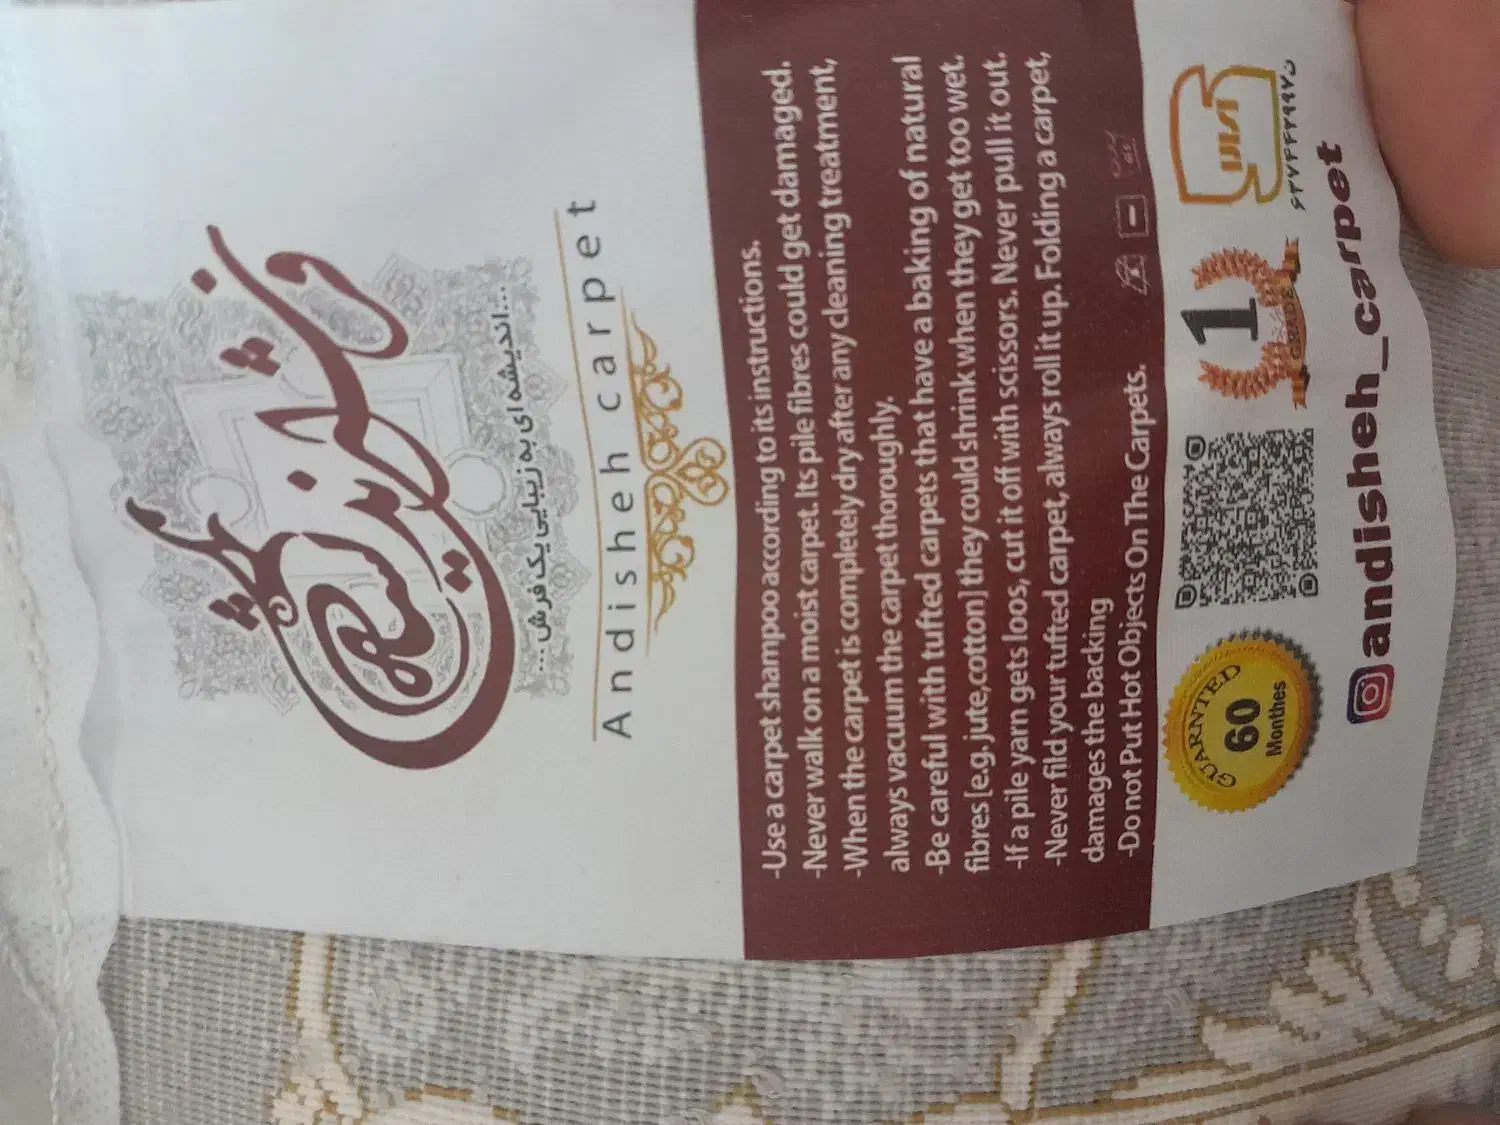 فرش اندیشه
...اندیشه ای به زیبایی یک فرش...
Andisheh carpet
-Use a carpet shampoo according to its instructions.
-Never walk on a moist carpet. Its pile fibres could get damaged.
-When the carpet is completely dry after any cleaning treatment,
always vacuum the carpet thoroughly.
-Be careful with tufted carpets that have a baking of natural
fibres [e.g. jute,cotton] they could shrink when they get too wet.
-If a pile yarn gets loos, cut it off with scissors. Never pull it out.
-Never fild your tufted carpet, always roll it up. Folding a carpet,
damages the backing
-Do not Put Hot Objects On The Carpets.
GUARNTED
60
Monthes
1
GRADE
andisheh_carpet